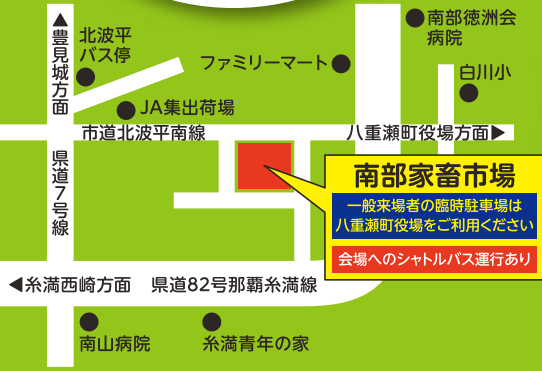 ▲豊見城方面
北波平
バス停
ファミリーマート
南部徳洲会
病院
白川小
JA集出荷場
市道北波平南線
八重瀬町役場方面▶
県道7号線
南部家畜市場
一般来場者の臨時駐車場は
八重瀬町役場をご利用ください
会場へのシャトルバス運行あり
◀糸満西崎方面
県道82号那覇糸満線
南山病院
糸満青年の家